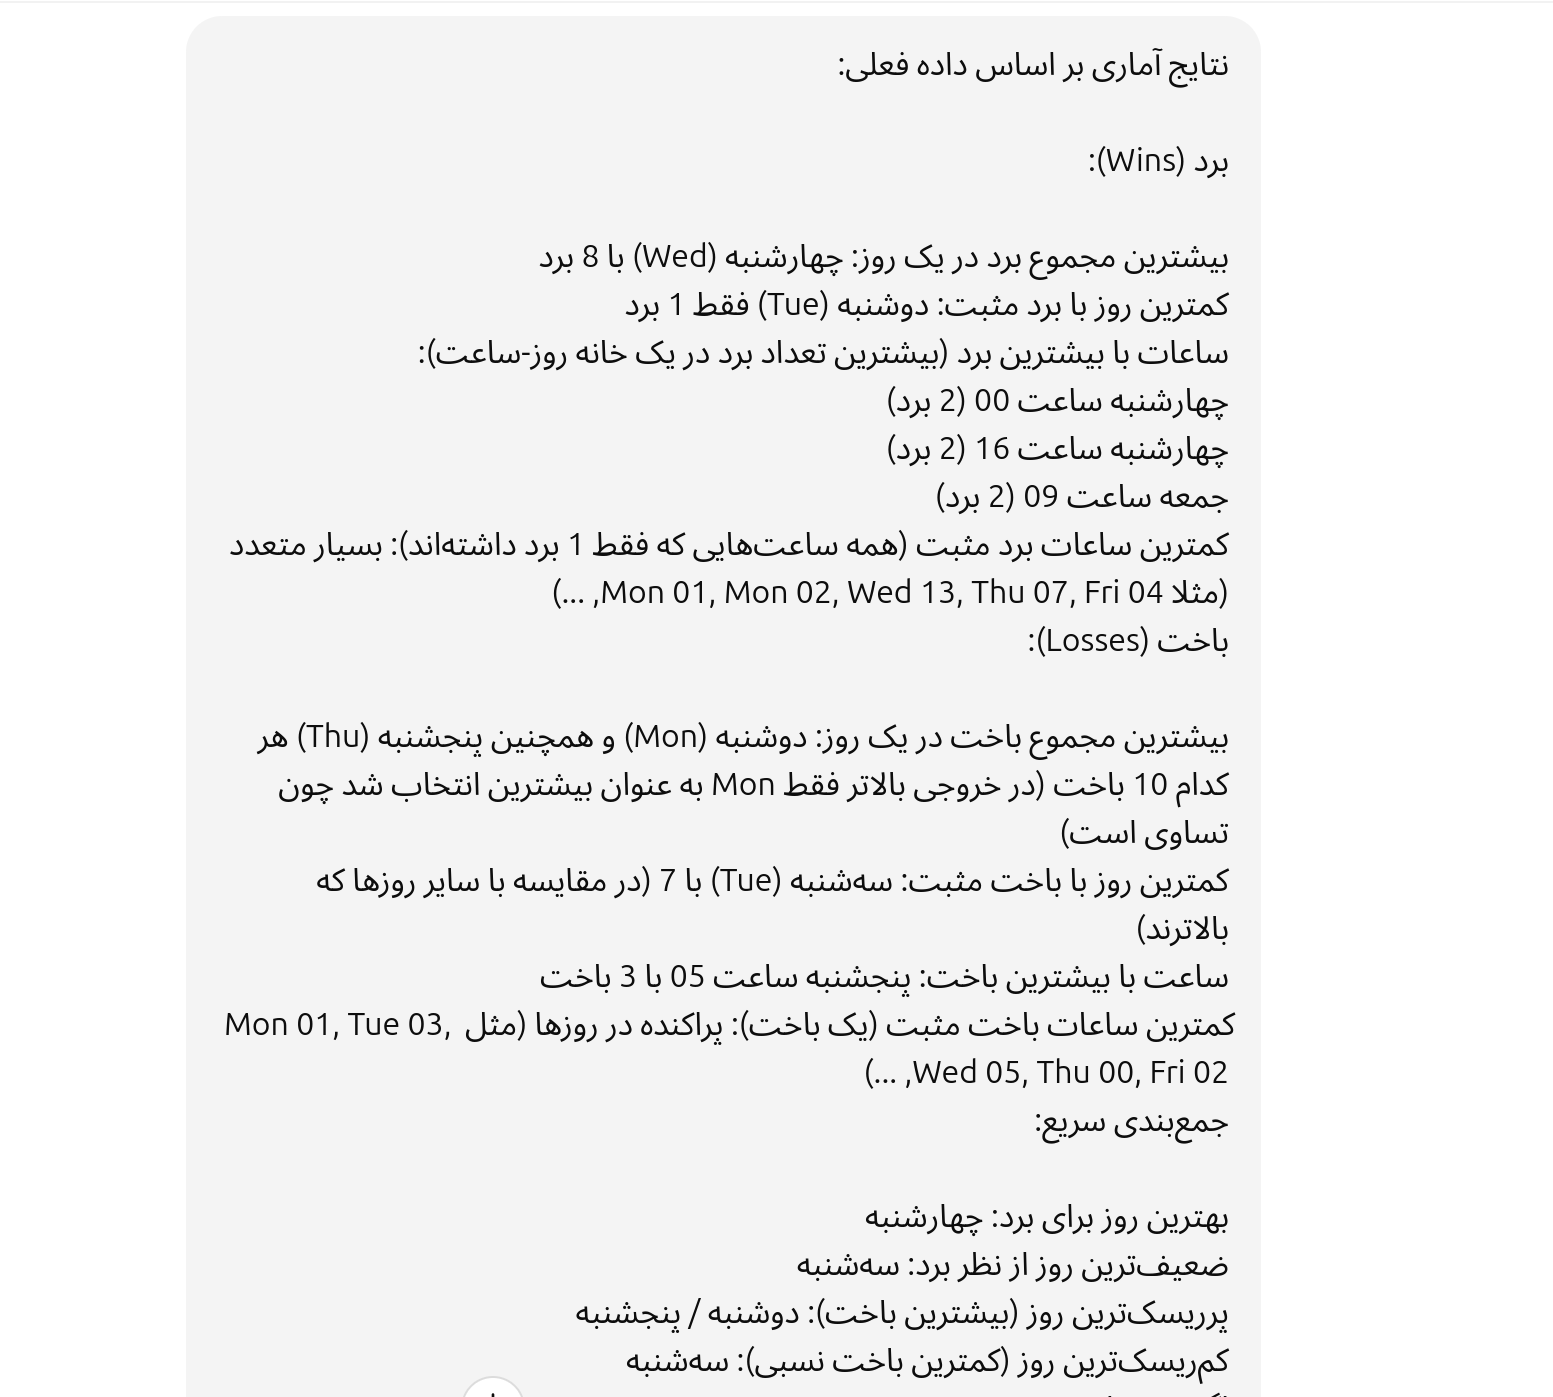 نتایج آماری بر اساس داده فعلی:
برد (Wins):
بیشترین مجموع برد در یک روز: چهارشنبه (Wed) با 8 برد
کمترین روز با برد مثبت: دوشنبه (Tue) فقط 1 برد
ساعات با بیشترین برد (بیشترین تعداد برد در یک خانه روز-ساعت):
چهارشنبه ساعت 00 (2 برد)
چهارشنبه ساعت 16 (2 برد)
جمعه ساعت 09 (2 برد)
کمترین ساعات برد مثبت (همه ساعت‌هایی که فقط 1 برد داشته‌اند): بسیار متعدد
(مثلا Mon 01, Mon 02, Wed 13, Thu 07, Fri 04, ...)
باخت (Losses):
بیشترین مجموع باخت در یک روز: دوشنبه (Mon) و همچنین پنجشنبه (Thu) هر
کدام 10 باخت (در خروجی بالاتر فقط Mon به عنوان بیشترین انتخاب شد چون
تساوی است)
کمترین روز با باخت مثبت: سه‌شنبه (Tue) با 7 (در مقایسه با سایر روزها که
بالاترند)
ساعت با بیشترین باخت: پنجشنبه ساعت 05 با 3 باخت
کمترین ساعات باخت مثبت (یک باخت): پراکنده در روزها (مثل Mon 01, Tue 03,
Wed 05, Thu 00, Fri 02, ...)
جمع‌بندی سریع:
بهترین روز برای برد: چهارشنبه
ضعیف‌ترین روز از نظر برد: سه‌شنبه
پرریسک‌ترین روز (بیشترین باخت): دوشنبه / پنجشنبه
کم‌ریسک‌ترین روز (کمترین باخت نسبی): سه‌شنبه